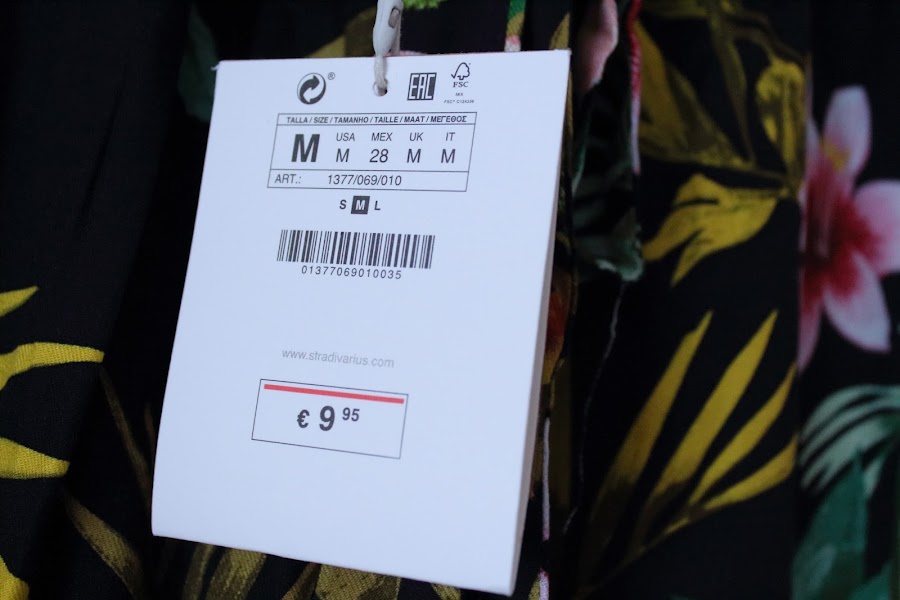 ®
EAC
FSC
MIX
TALLA / SIZE / TAMANHO / TAILLE / MAAT / ΜΕΓΕΘΟΣ
M USA MEX UK IT
M 28 M M
ART.: 1377/069/010
S M L
01377069010035
www.stradivarius.com
€ 9 95